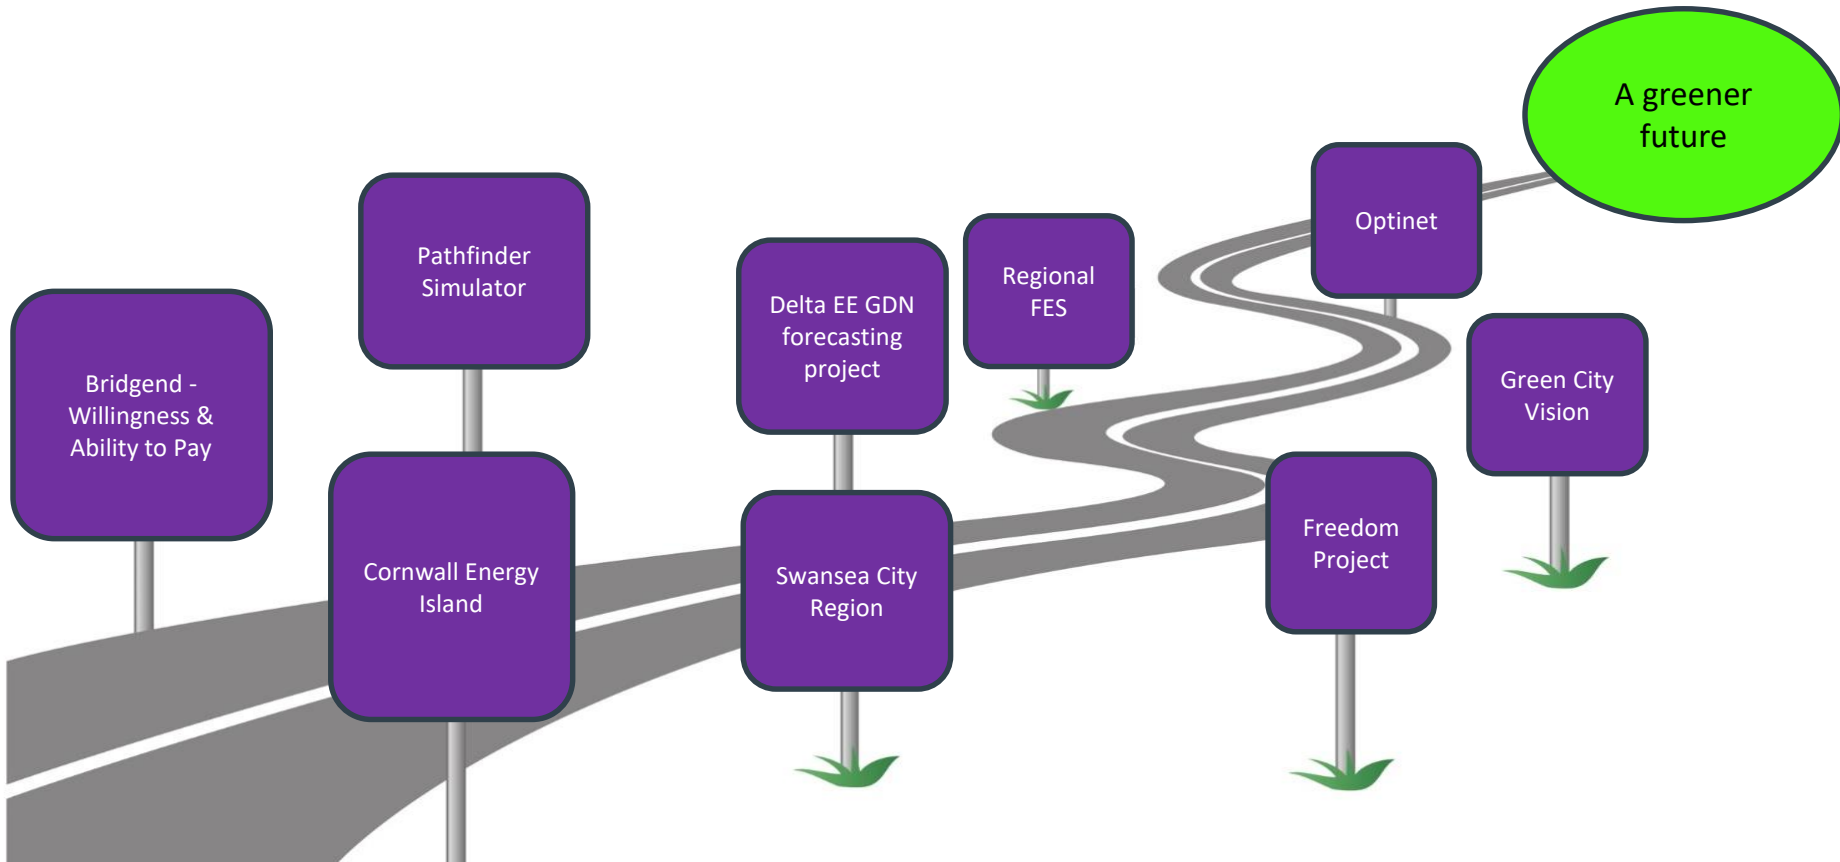 A greener
future
Optinet
Pathfinder
Simulator
Regional
FES
Delta EE GDN
forecasting
project
Bridgend -
Willingness &
Ability to Pay
Green City
Vision
Freedom
Project
Cornwall Energy
Island
Swansea City
Region